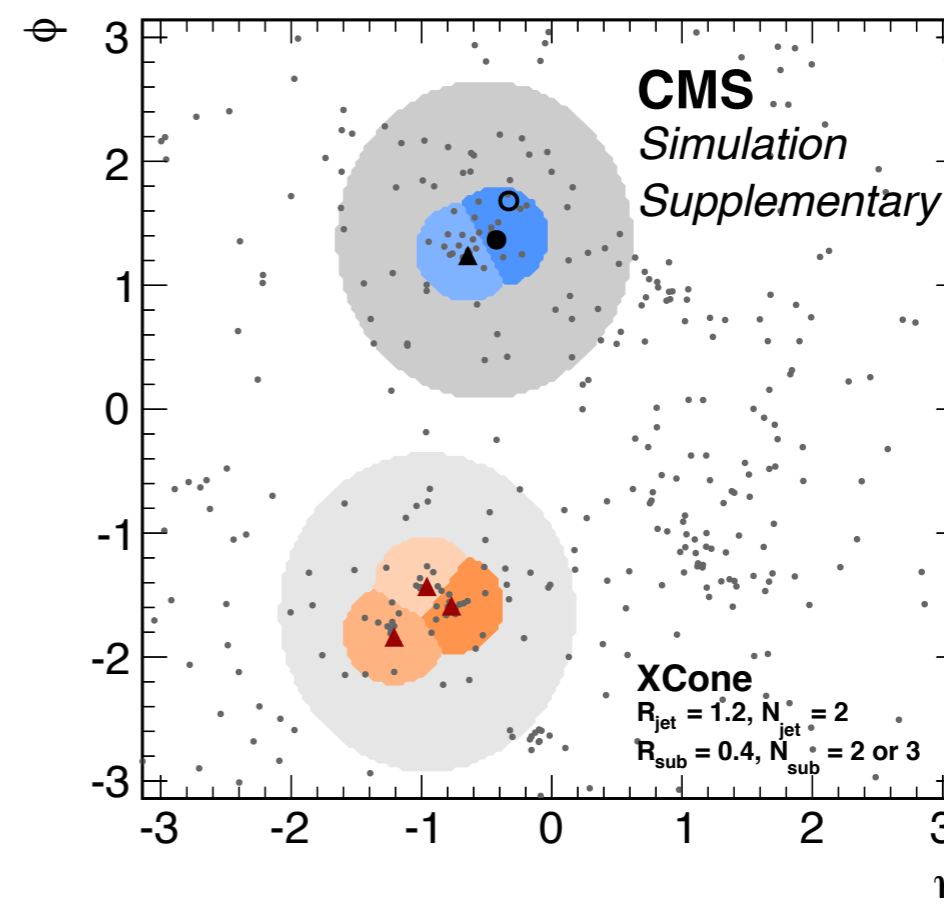 ϕ
3
2
1
0
-1
-2
-3
CMS
Simulation
Supplementary
XCone
R_jet = 1.2, N_jet = 2
R_sub = 0.4, N_sub = 2 or 3
-3 -2 -1 0 1 2 3